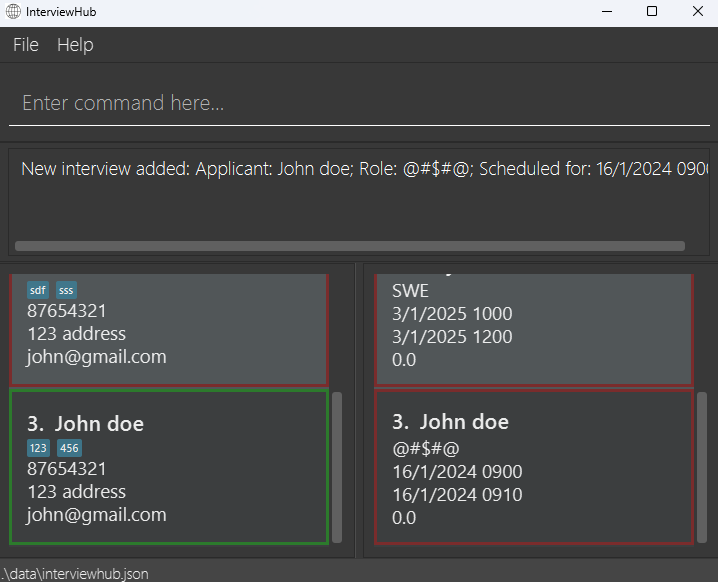 InterviewHub
File Help
Enter command here...
New interview added: Applicant: John doe; Role: @#$#@; Scheduled for: 16/1/2024 0900
sdf sss
87654321
123 address
john@gmail.com
3. John doe
123 456
87654321
123 address
john@gmail.com
SWE
3/1/2025 1000
3/1/2025 1200
0.0
3. John doe
@#$#@
16/1/2024 0900
16/1/2024 0910
0.0
.\data\interviewhub.json